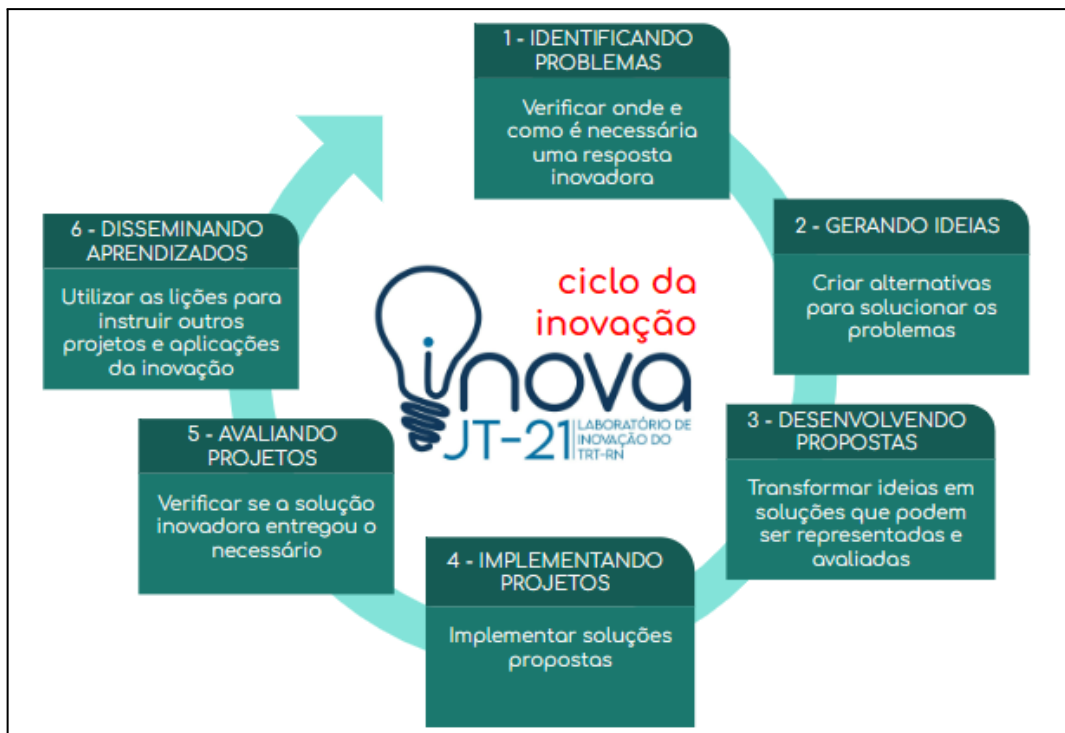 1 - IDENTIFICANDO
PROBLEMAS
Verificar onde e
como é necessária
uma resposta
inovadora
2 - GERANDO IDEIAS
Criar alternativas
para solucionar os
problemas
3 - DESENVOLVENDO
PROPOSTAS
Transformar ideias em
soluções que podem
ser representadas e
avaliadas
4 - IMPLEMENTANDO
PROJETOS
Implementar soluções
propostas
5 - AVALIANDO
PROJETOS
Verificar se a solução
inovadora entregou o
necessário
6 - DISSEMINANDO
APRENDIZADOS
Utilizar as lições para
instruir outros
projetos e aplicações
da inovação
ciclo da
inovação
inova
JT-21
LABORATÓRIO DE
INOVAÇÃO DO
TRT-RN